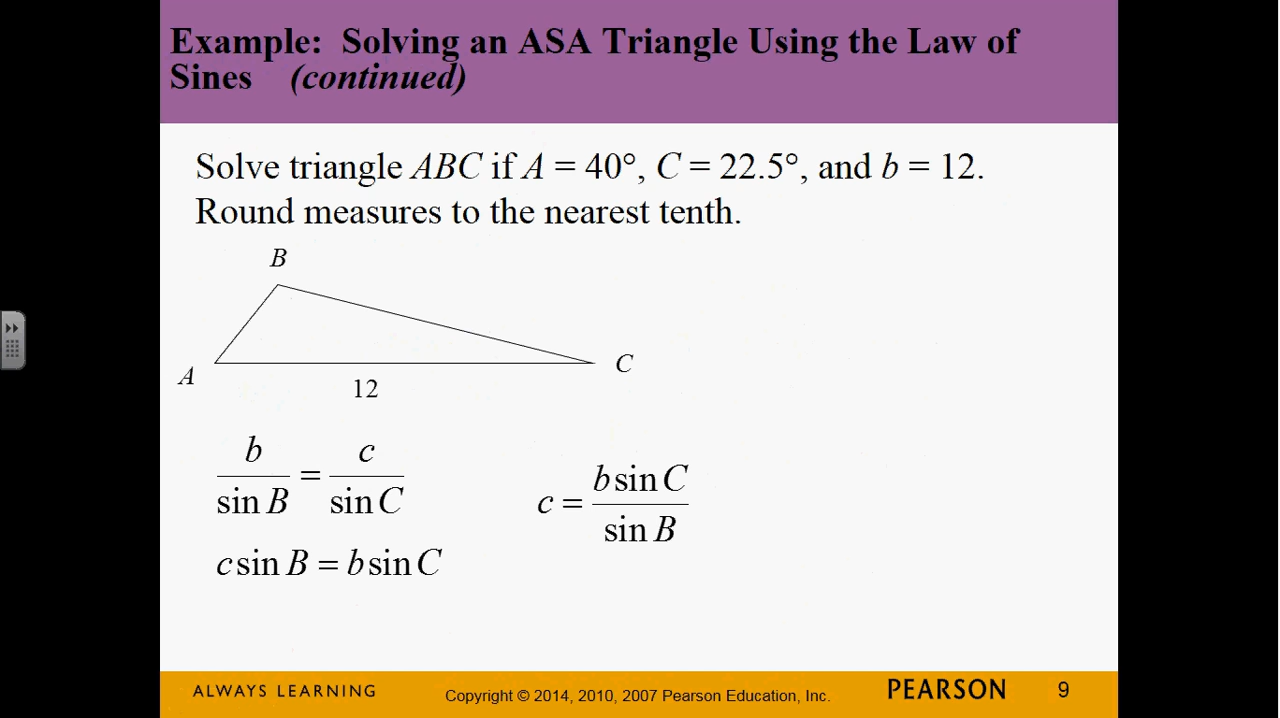 Example: Solving an ASA Triangle Using the Law of
Sines (continued)
Solve triangle ABC if A = 40°, C = 22.5°, and b = 12.
Round measures to the nearest tenth.
B
A
C
12
b/sin B = c/sin C
c = b sin C/sin B
c sin B = b sin C
ALWAYS LEARNING
Copyright © 2014, 2010, 2007 Pearson Education, Inc.
PEARSON
9